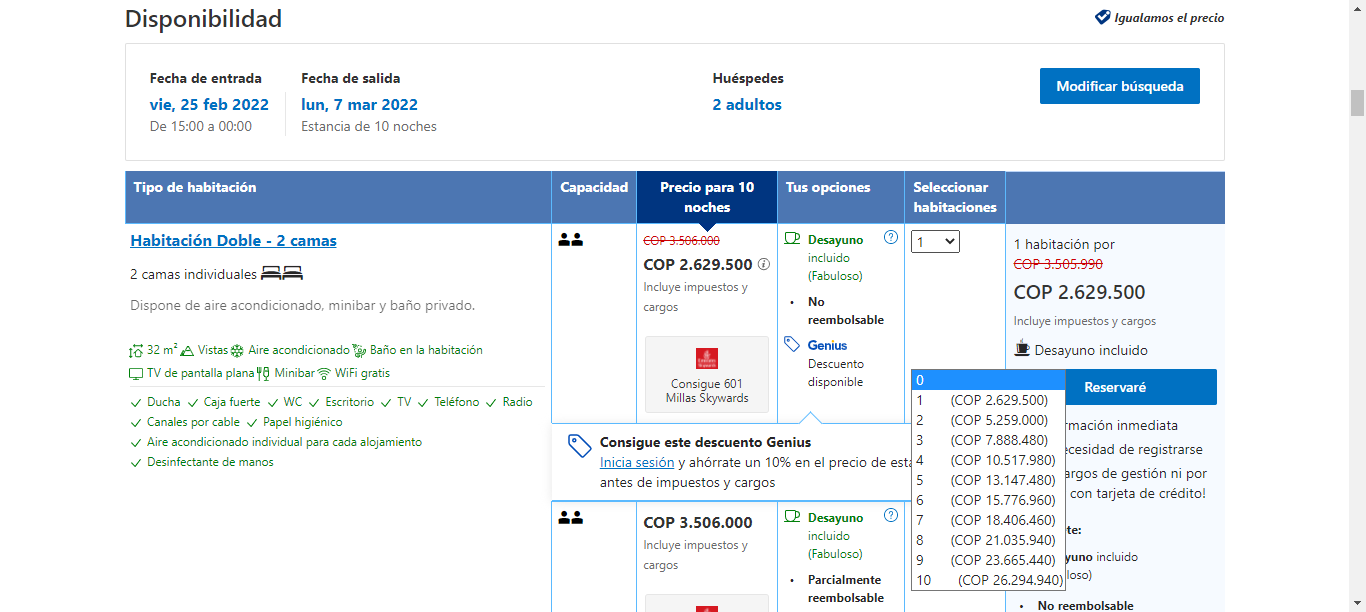 Disponibilidad
Igualamos el precio
Fecha de entrada
vie, 25 feb 2022
De 15:00 a 00:00
Fecha de salida
lun, 7 mar 2022
Estancia de 10 noches
Huéspedes
2 adultos
Modificar búsqueda
Tipo de habitación
Capacidad
Precio para 10
noches
Tus opciones
Seleccionar
habitaciones
Habitación Doble - 2 camas
2 camas individuales
Dispone de aire acondicionado, minibar y baño privado.
32 m² Vistas Aire acondicionado Baño en la habitación
TV de pantalla plana Minibar WiFi gratis
Ducha Caja fuerte WC Escritorio TV Teléfono Radio
Canales por cable Papel higiénico
Aire acondicionado individual para cada alojamiento
Desinfectante de manos
COP 3.506.000
COP 2.629.500
Incluye impuestos y
cargos
Consigue 601
Millas Skywards
Desayuno
incluido
(Fabuloso)
• No
reembolsable
Genius
Descuento
disponible
1
0
1 (COP 2.629.500)
2 (COP 5.259.000)
3 (COP 7.888.480)
4 (COP 10.517.980)
5 (COP 13.147.480)
6 (COP 15.776.960)
7 (COP 18.406.460)
8 (COP 21.035.940)
9 (COP 23.665.440)
10 (COP 26.294.940)
1 habitación por
COP 3.505.990
COP 2.629.500
Incluye impuestos y cargos
Desayuno incluido
Reservaré
rmación inmediata
ecesidad de registrarse
argos de gestión ni por
con tarjeta de crédito!
te:
yuno incluido
loso)
• No reembolsable
Consigue este descuento Genius
Inicia sesión y ahórrate un 10% en el precio de esta
antes de impuestos y cargos
COP 3.506.000
Incluye impuestos y
cargos
Desayuno
incluido
(Fabuloso)
• Parcialmente
reembolsable